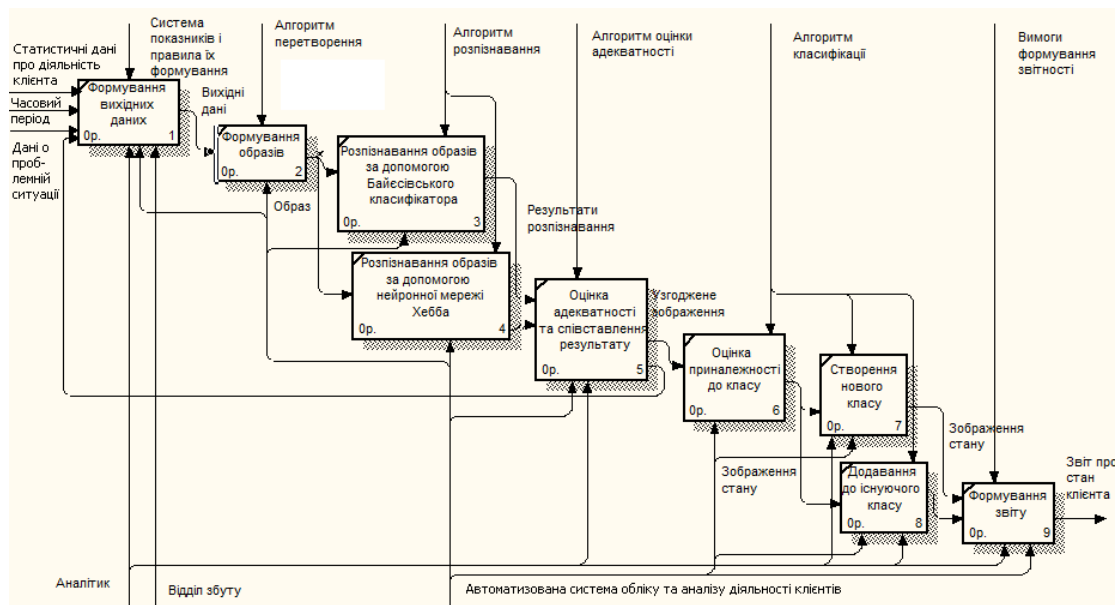 Система
показників і
правила їх
формування
Алгоритм
перетворення
Алгоритм
розпізнавання
Алгоритм оцінки
адекватності
Алгоритм
класифікації
Вимоги
формування
звітності
Статистичні дані
про діяльність
клієнта
Часовий
період
Дані о
проб-
лемній
ситуації
Формування
вихідних
даних
0р.
1
Вихідні
дані
Формування
образів
0р.
2
Образ
Розпізнавання образів
за допомогою
Байєсівського
класифікатора
0р.
3
Результати
розпізнавання
Розпізнавання образів
за допомогою
нейронної мережі
Хебба
0р.
4
Оцінка
адекватності
та співставлення
результату
0р.
5
Узгоджене
зображення
Оцінка
приналежності
до класу
0р.
6
Створення
нового
класу
0р.
7
Зображення
стану
Зображення
стану
Додавання
до існуючого
класу
0р.
8
Формування
звіту
0р.
9
Звіт про
стан
клієнта
Аналітик
Відділ збуту
Автоматизована система обліку та аналізу діяльності клієнтів